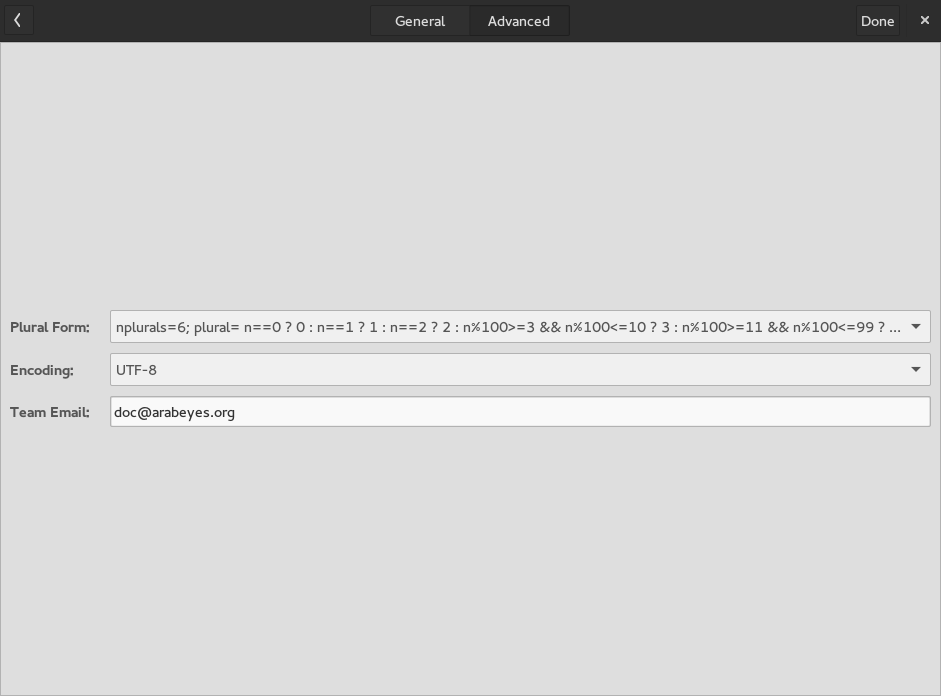 General Advanced Done
Plural Form: nplurals=6; plural= n==0 ? 0 : n==1 ? 1 : n==2 ? 2 : n%100>=3 && n%100<=10 ? 3 : n%100>=11 && n%100<=99 ? ...
Encoding: UTF-8
Team Email: doc@arabeyes.org